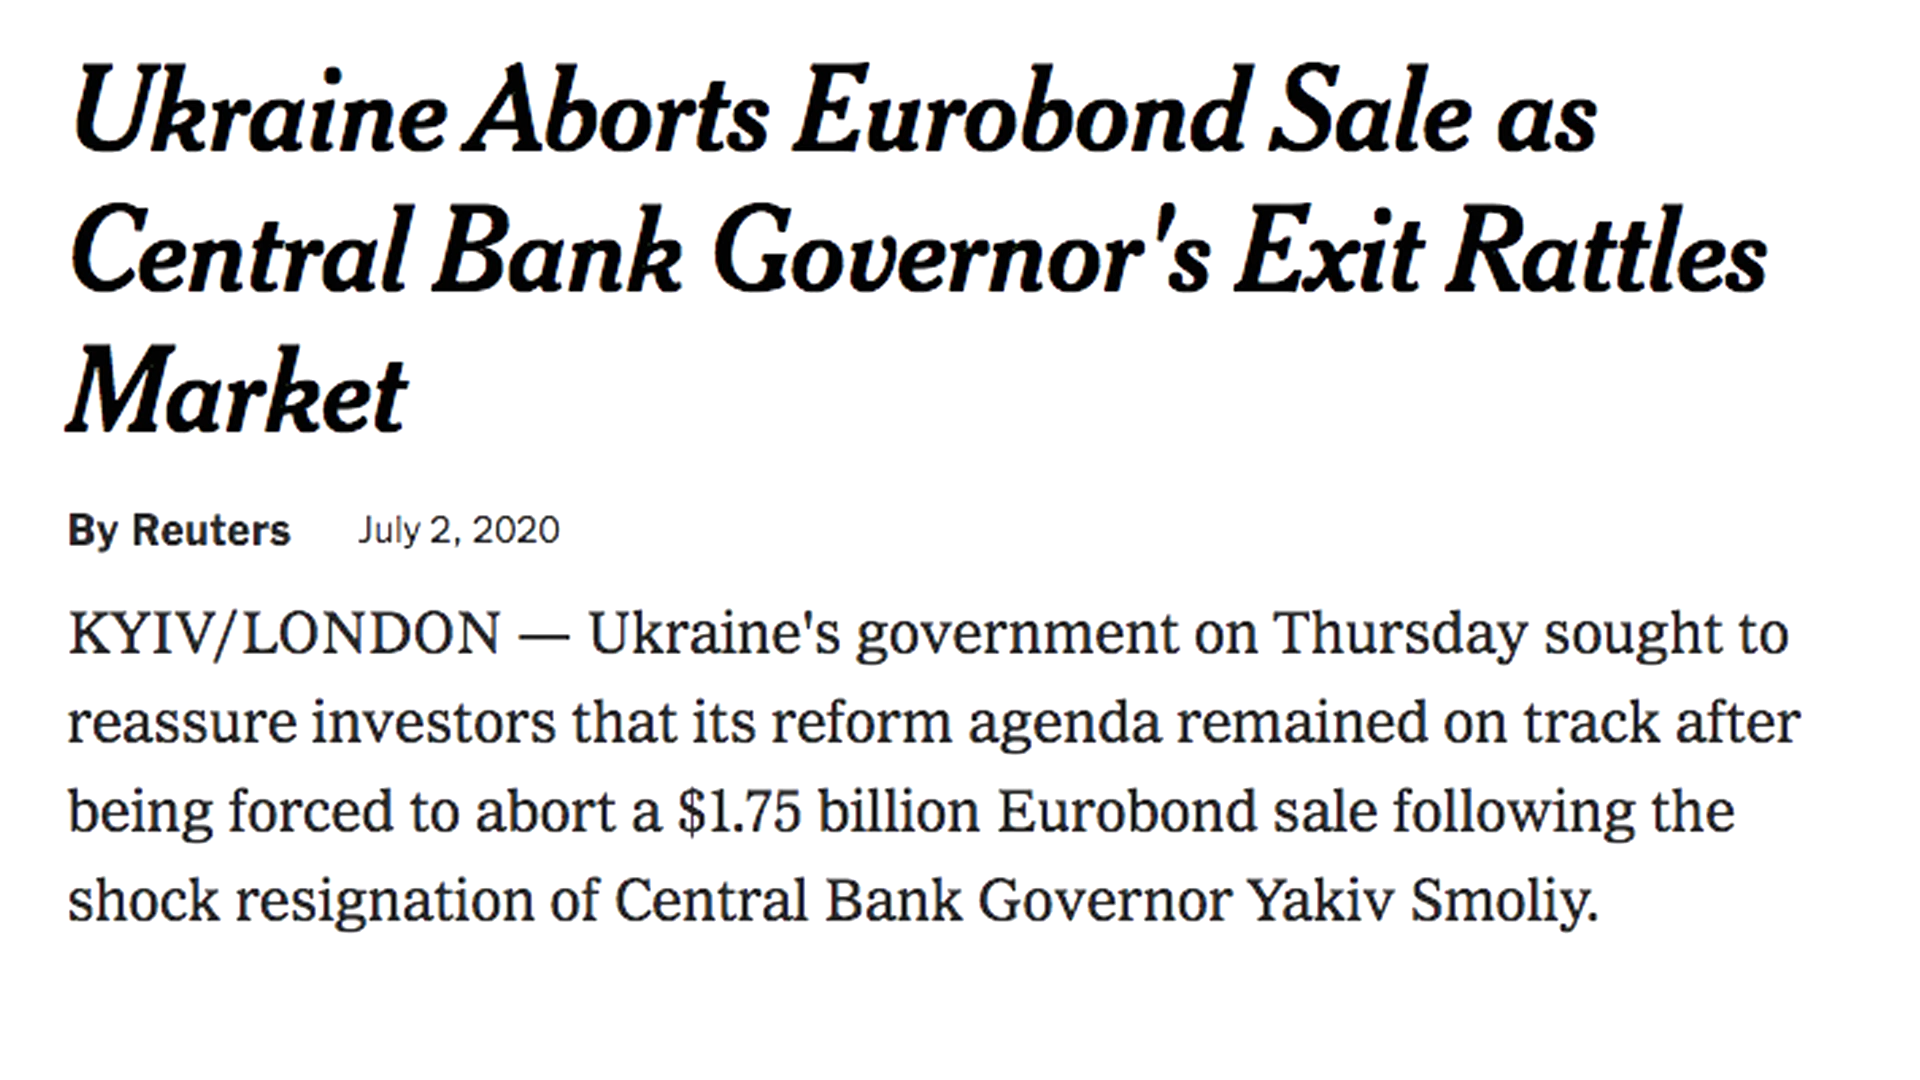 Ukraine Aborts Eurobond Sale as
Central Bank Governor's Exit Rattles
Market
By Reuters July 2, 2020
KYIV/LONDON — Ukraine's government on Thursday sought to
reassure investors that its reform agenda remained on track after
being forced to abort a $1.75 billion Eurobond sale following the
shock resignation of Central Bank Governor Yakiv Smoliy.